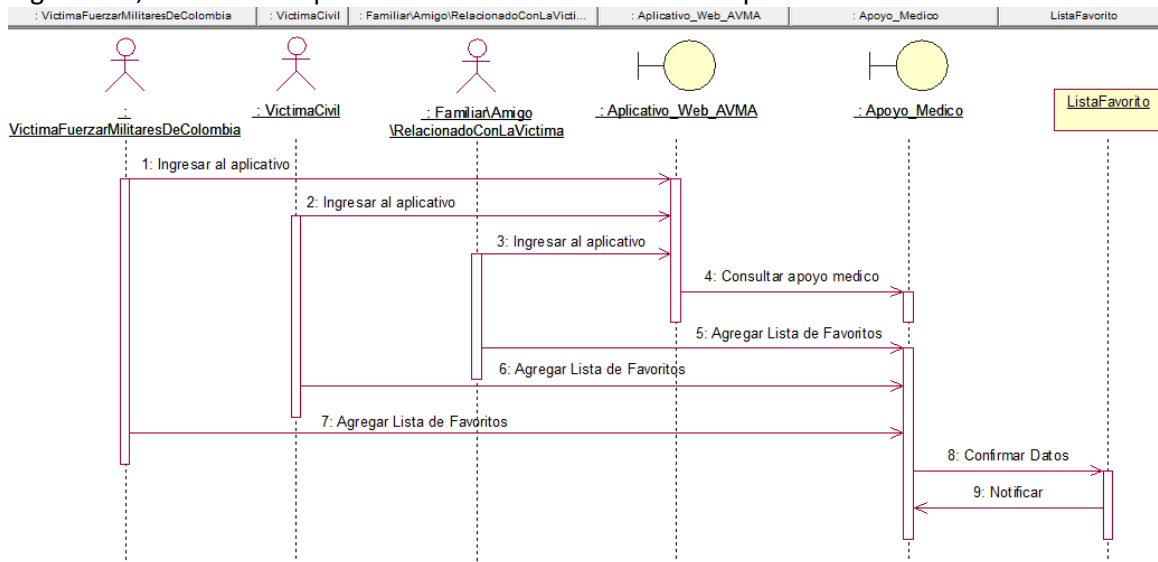 : VictimaFuerzarMilitaresDeColombia
: VictimaCivil
: Familiar\Amigo\RelacionadoConLaVicti...
: Aplicativo_Web_AVMA
: Apoyo_Medico
ListaFavorito
:
VictimaFuerzarMilitaresDeColombia
: VictimaCivil
: Familiar\Amigo
\RelacionadoConLaVictima
: Aplicativo_Web_AVMA
: Apoyo_Medico
ListaFavorito
1: Ingresar al aplicativo
2: Ingresar al aplicativo
3: Ingresar al aplicativo
4: Consultar apoyo medico
5: Agregar Lista de Favoritos
6: Agregar Lista de Favoritos
7: Agregar Lista de Favoritos
8: Confirmar Datos
9: Notificar